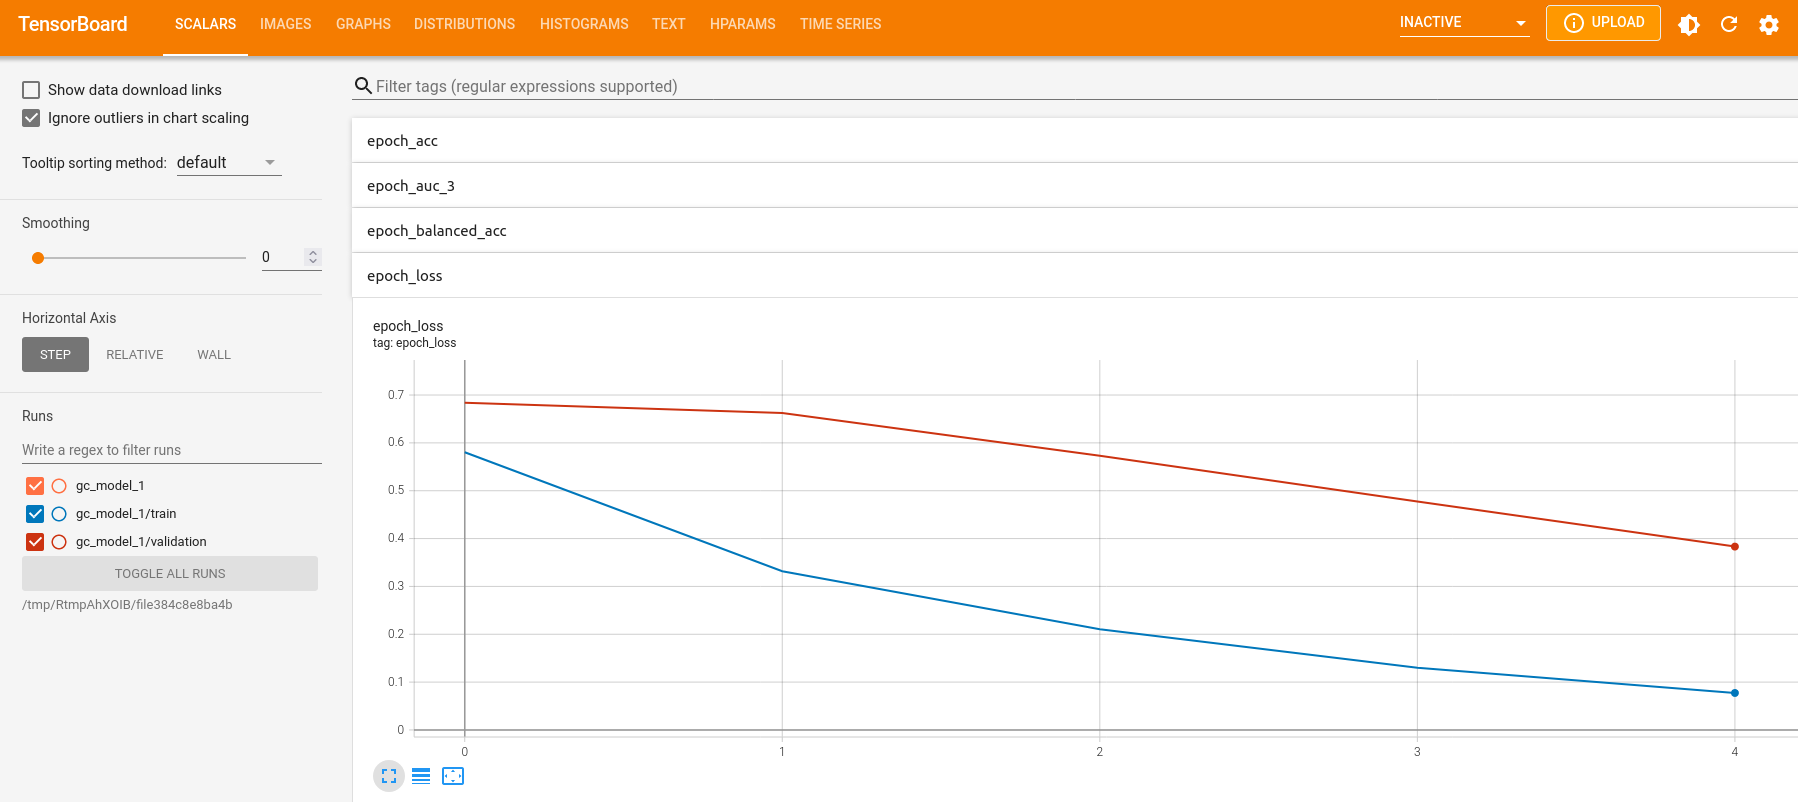 TensorBoard SCALARS IMAGES GRAPHS DISTRIBUTIONS HISTOGRAMS TEXT HPARAMS TIME SERIES INACTIVE UPLOAD
Show data download links
Ignore outliers in chart scaling
Tooltip sorting method: default
Smoothing
0
Horizontal Axis
STEP RELATIVE WALL
Runs
Write a regex to filter runs
gc_model_1
gc_model_1/train
gc_model_1/validation
TOGGLE ALL RUNS
/tmp/RtmpAhXOIB/file384c8e8ba4b
Filter tags (regular expressions supported)
epoch_acc
epoch_auc_3
epoch_balanced_acc
epoch_loss
epoch_loss
tag: epoch_loss
0.7
0.6
0.5
0.4
0.3
0.2
0.1
0
0 1 2 3 4